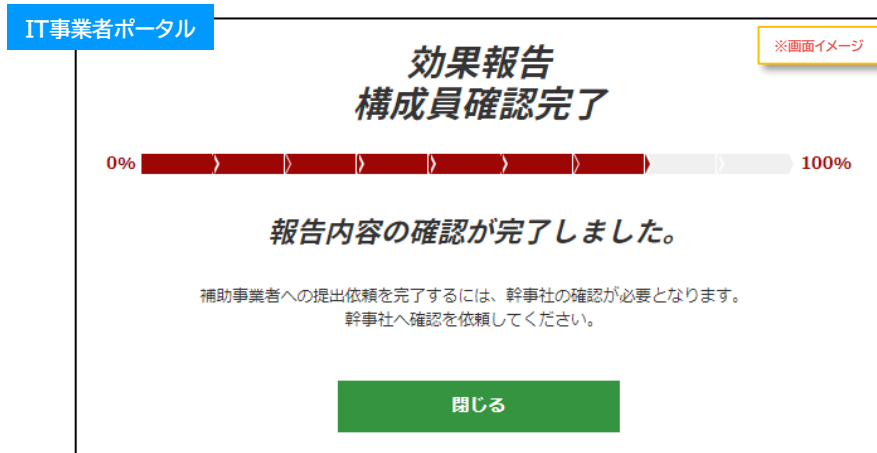 IT事業者ポータル
※画面イメージ
効果報告
構成員確認完了
0%
100%
報告内容の確認が完了しました。
補助事業者への提出依頼を完了するには、幹事社の確認が必要となります。
幹事社へ確認を依頼してください。
閉じる